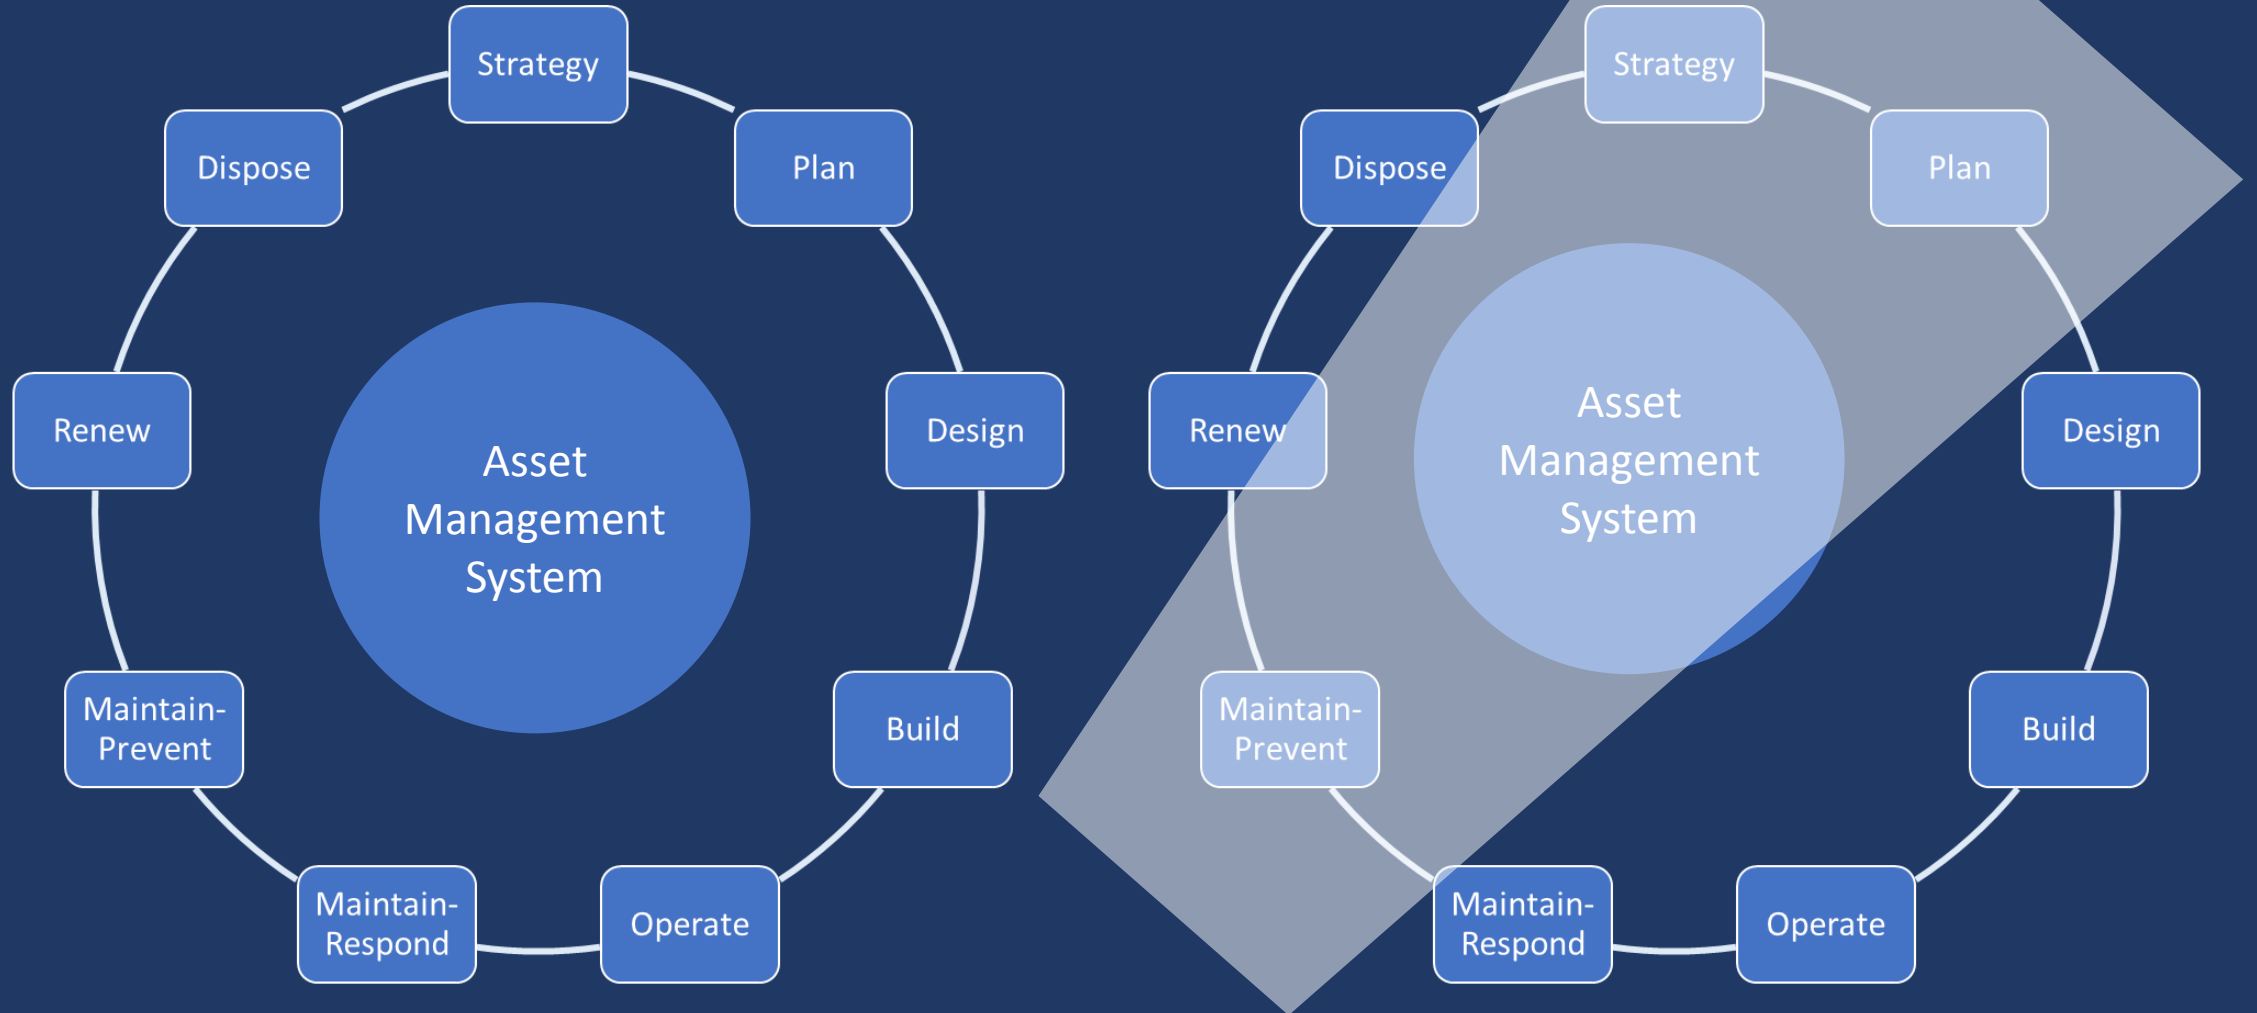 Strategy
Plan
Design
Build
Operate
Maintain-
Respond
Maintain-
Prevent
Renew
Dispose
Asset
Management
System
Strategy
Plan
Design
Build
Operate
Maintain-
Respond
Maintain-
Prevent
Renew
Dispose
Asset
Management
System